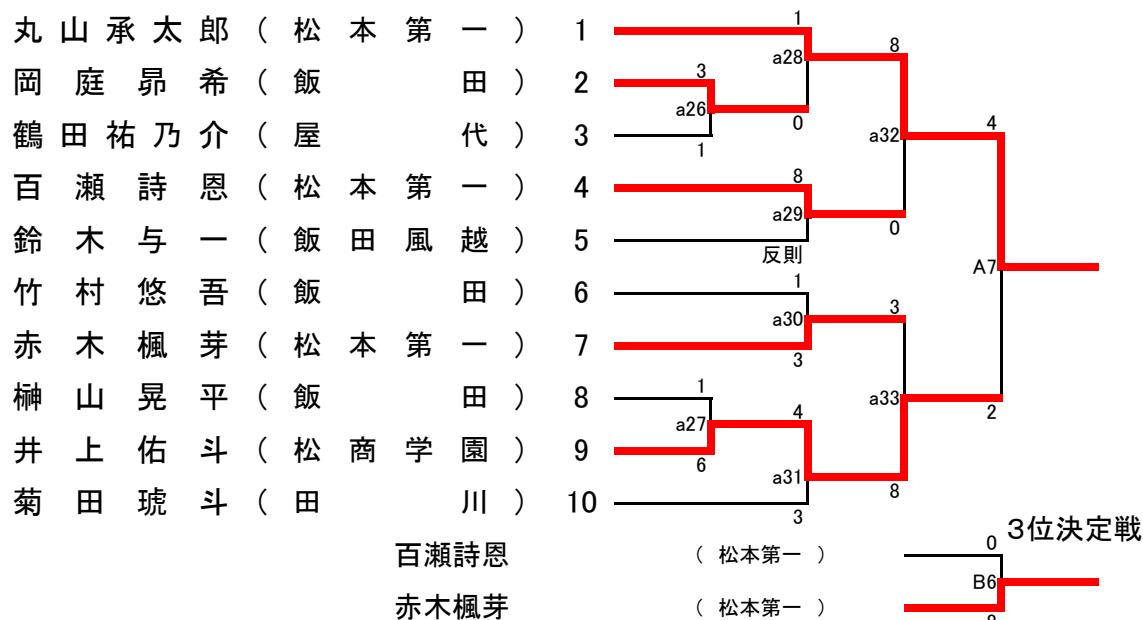 丸山承太郎（松本第一） 1
岡庭昴希（飯田） 2
鶴田祐乃介（屋代） 3
百瀬詩恩（松本第一） 4
鈴木与一（飯田風越） 5
竹村悠吾（飯田） 6
赤木楓芽（松本第一） 7
榊山晃平（飯田） 8
井上佑斗（松商学園） 9
菊田琥斗（田川） 10
1
a28
0
3
a26
1
8
a32
0
8
a29
反則
4
A7
2
1
a30
3
3
a33
8
1
a27
6
4
a31
3
3位決定戦
百瀬詩恩 （松本第一） 0
B6
赤木楓芽 （松本第一）